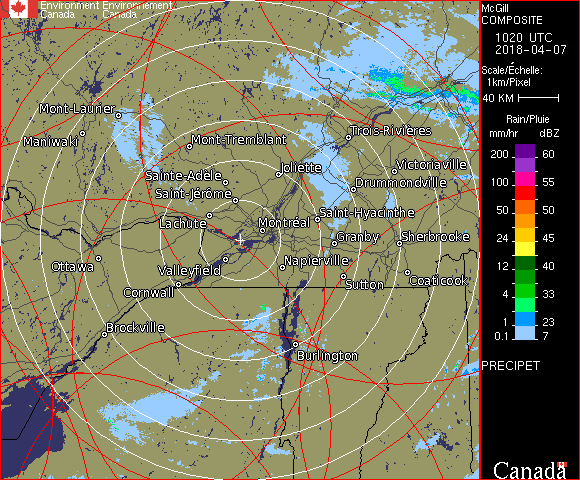 Environment Environnement
Canada Canada
Mont-Laurier
Maniwaki
Mont-Tremblant
Trois-Rivières
Joliette
Victoriaville
Sainte-Adèle
Drummondville
Saint-Jérôme
Lachute
Saint-Hyacinthe
Montréal
Granby
Sherbrooke
Ottawa
Valleyfield
Napierville
Sutton
Coaticook
Cornwall
Brockville
Burlington
McGill
COMPOSITE
1020 UTC
2018-04-07
Scale/Échelle:
1km/Pixel
40 KM
Rain/Pluie
mm/hr dBZ
200 60
150 57
100 55
50 50
24 45
12 40
4 33
1 23
0.1 7
PRECIPET
Canada